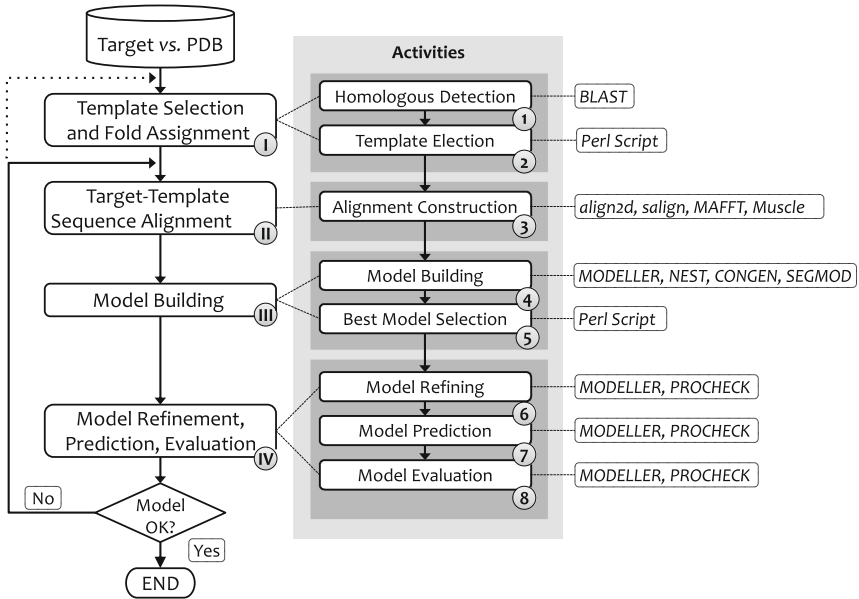 Target vs. PDB
Template Selection
and Fold Assignment
I
Target-Template
Sequence Alignment
II
Model Building
III
Model Refinement,
Prediction, Evaluation
IV
Model
OK?
No
Yes
END
Activities
Homologous Detection
1
BLAST
Template Election
2
Perl Script
Alignment Construction
3
align2d, salign, MAFFT, Muscle
Model Building
4
MODELLER, NEST, CONGEN, SEGMOD
Best Model Selection
5
Perl Script
Model Refining
6
MODELLER, PROCHECK
Model Prediction
7
MODELLER, PROCHECK
Model Evaluation
8
MODELLER, PROCHECK